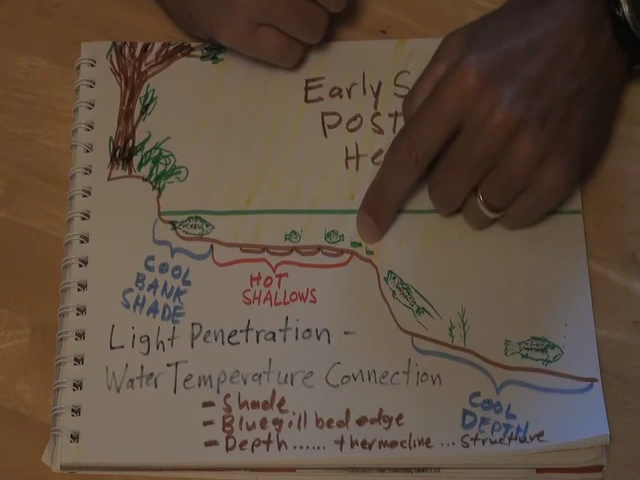 Early
Post
COOL
BANK
SHADE
HOT
SHALLOWS
Light Penetration -
Water Temperature Connection
- Shade
- Bluegill bed edge
- Depth...... thermocline ... Structure
COOL
DEPTH